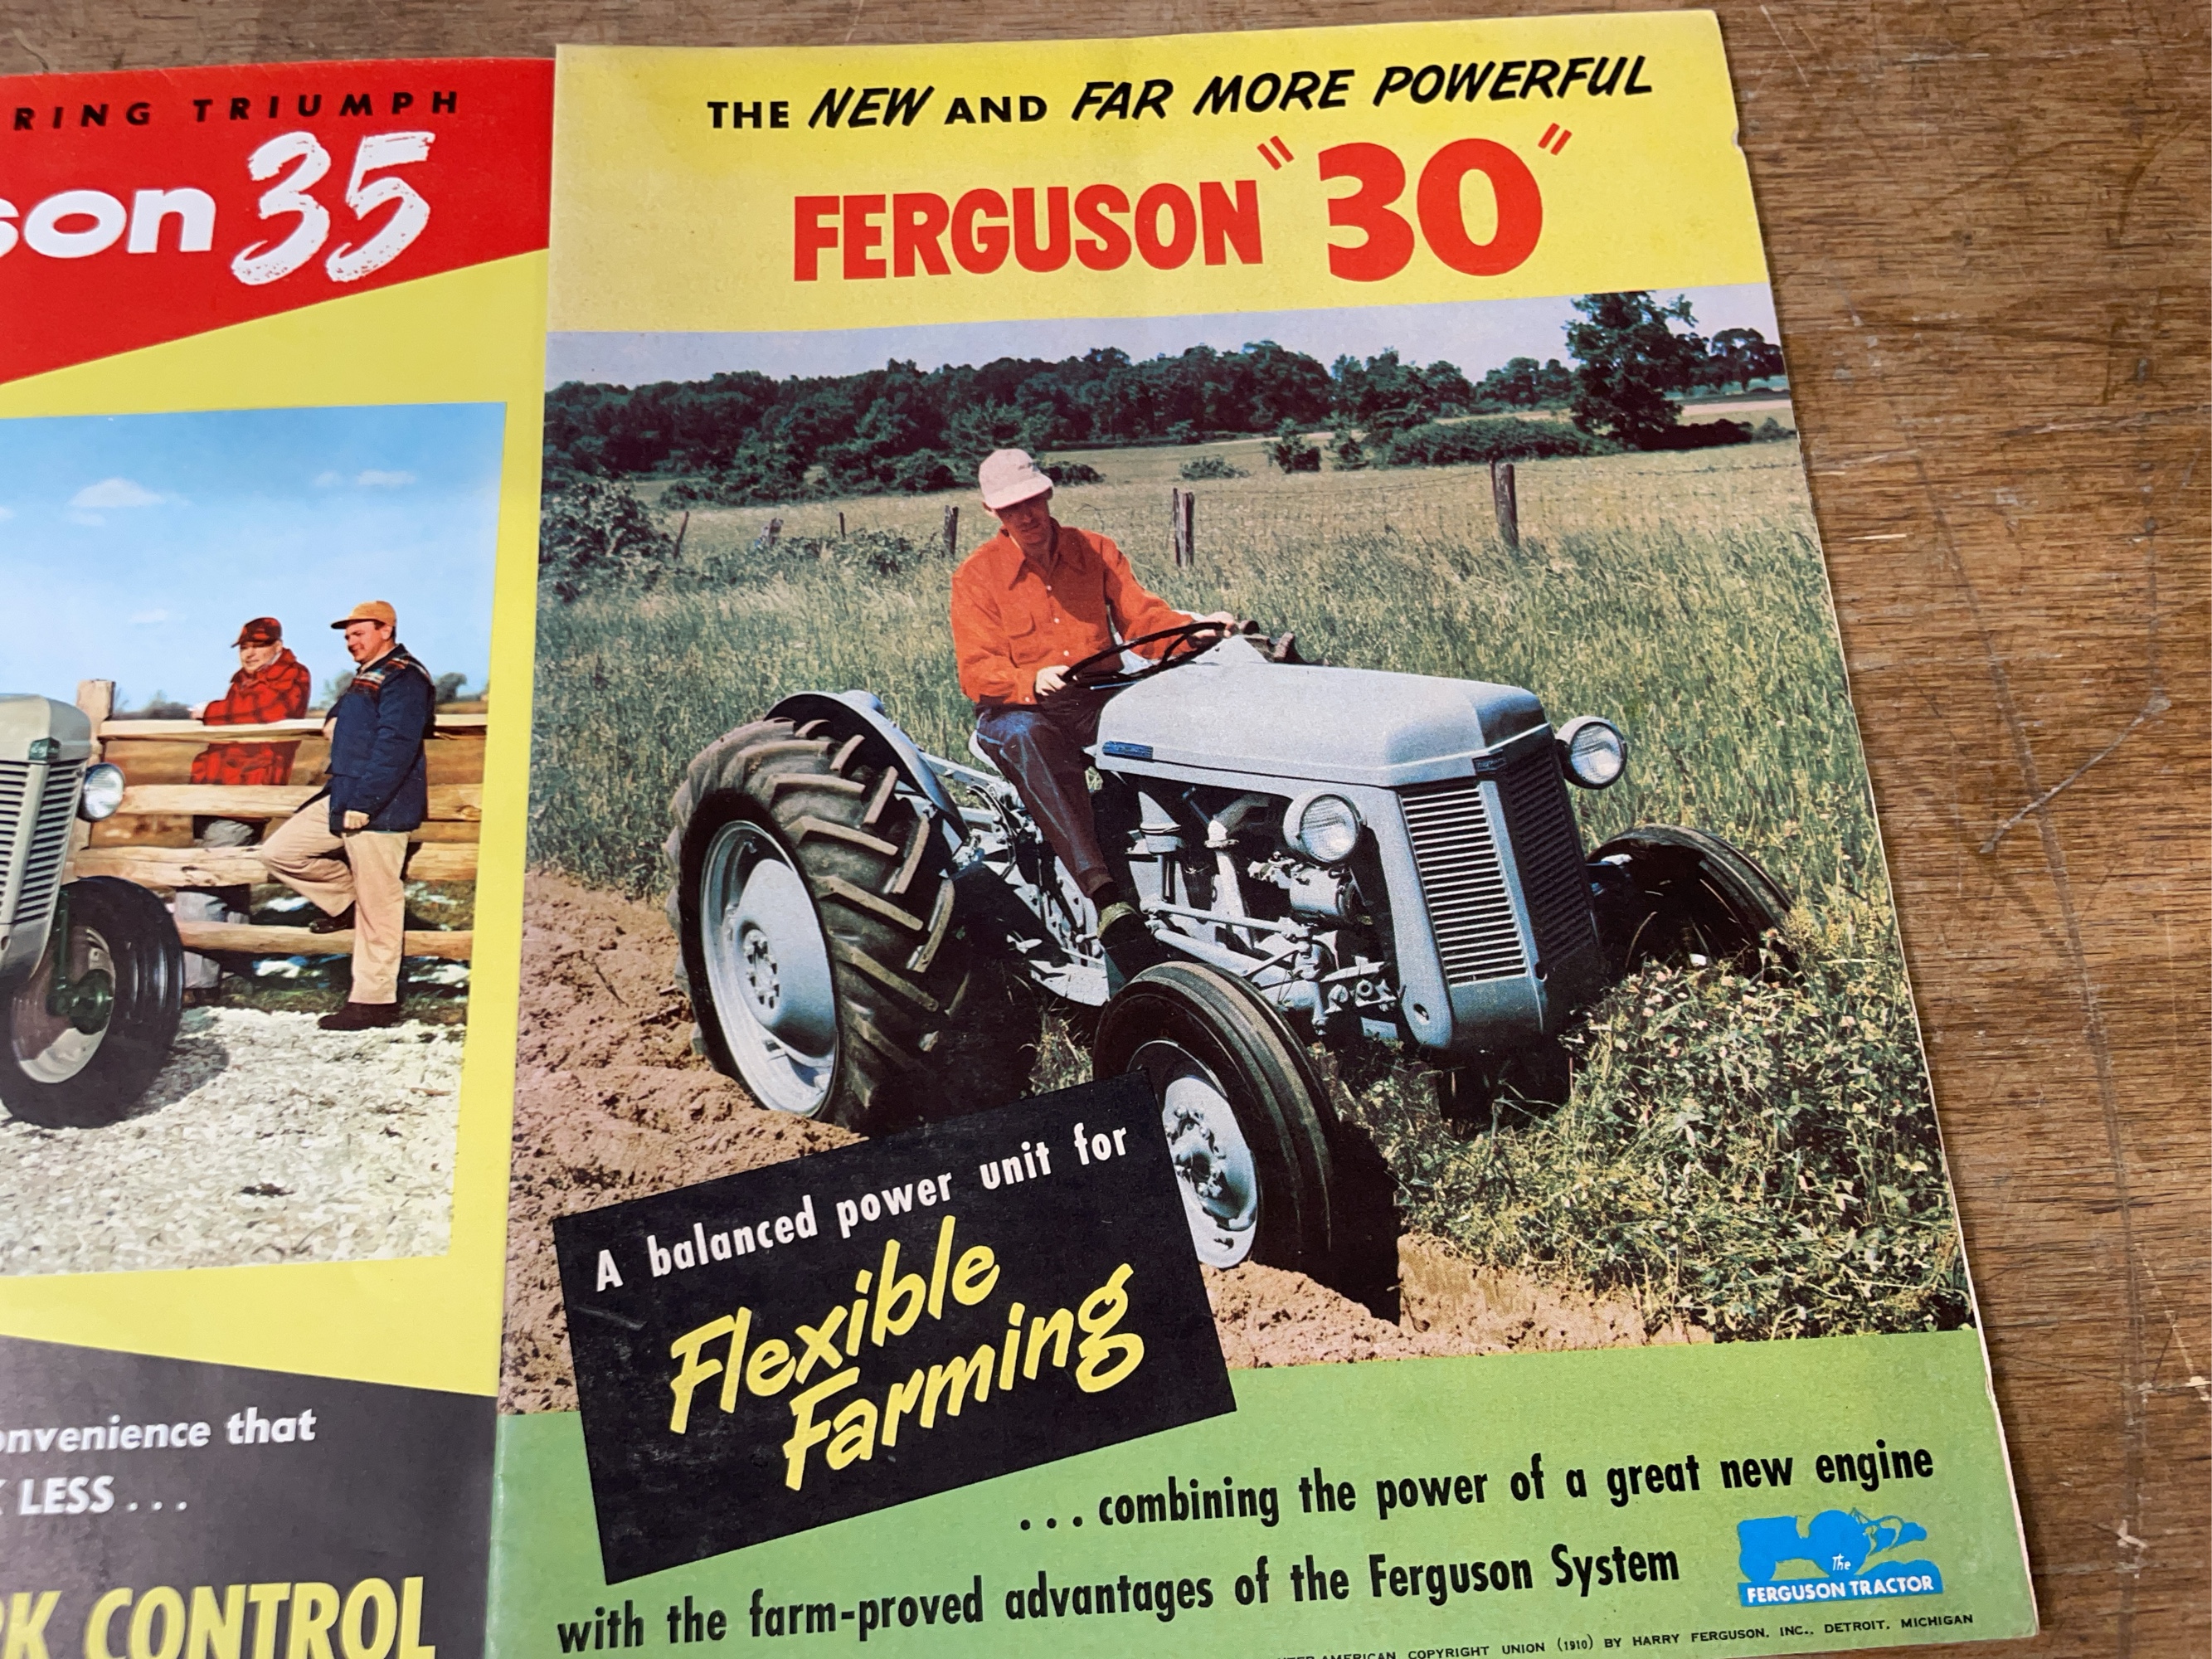 RING TRIUMPH
son 35
onvenience that
LESS...
RK CONTROL
THE NEW AND FAR MORE POWERFUL
FERGUSON "30"
A balanced power unit for
Flexible
Farming
...combining the power of a great new engine
with the farm-proved advantages of the Ferguson System
The
FERGUSON TRACTOR
TER-AMERICAN COPYRIGHT UNION (1910) BY HARRY FERGUSON, INC., DETROIT, MICHIGAN